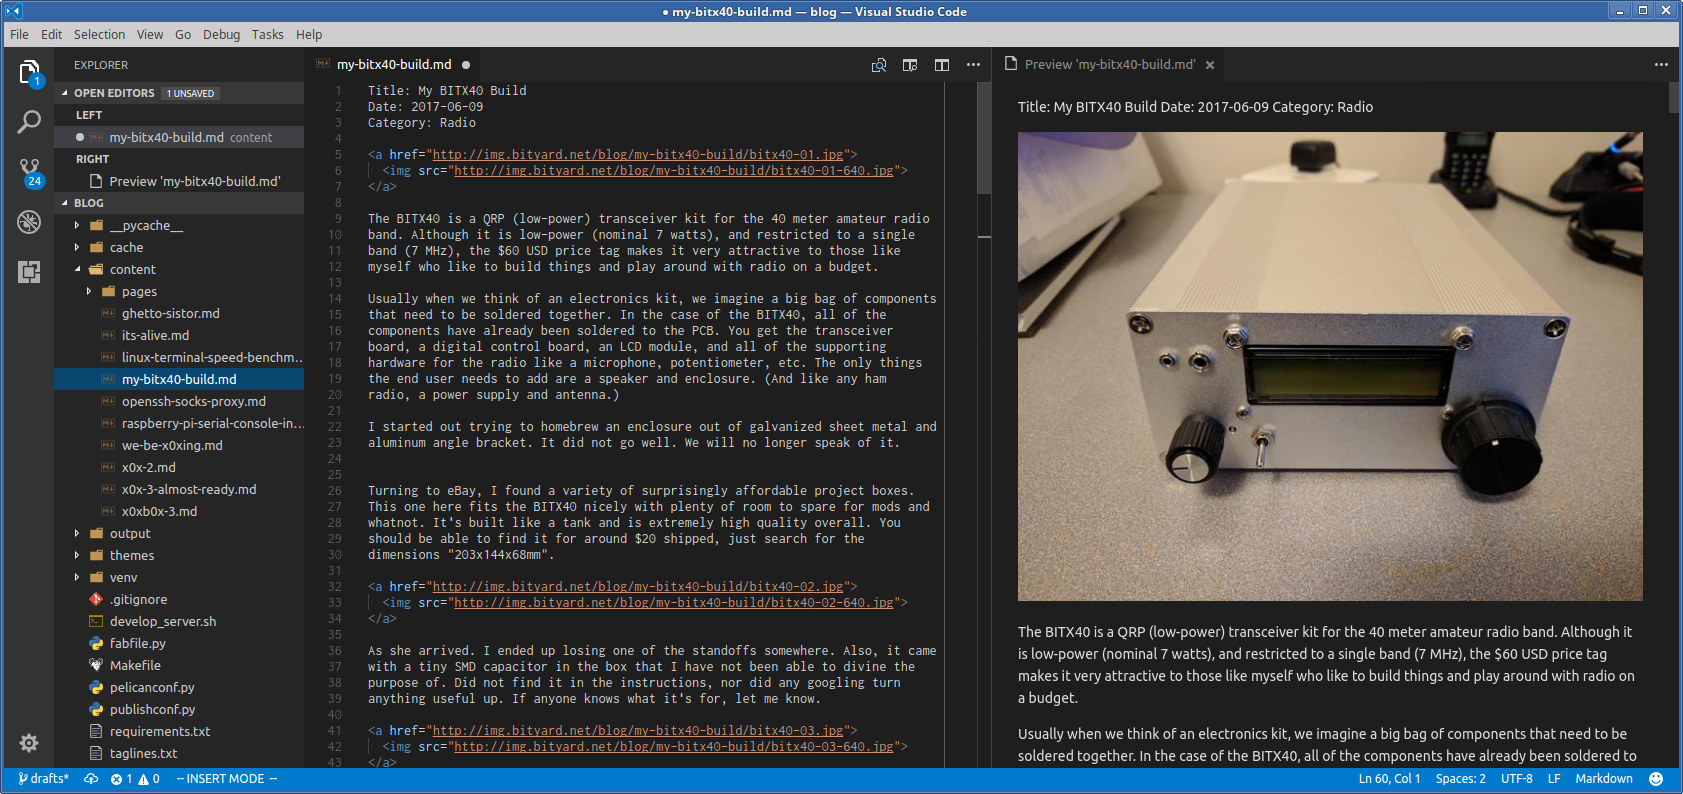 ● my-bitx40-build.md — blog — Visual Studio Code
File Edit Selection View Go Debug Tasks Help
1
24
EXPLORER
OPEN EDITORS 1 UNSAVED
LEFT
my-bitx40-build.md content
RIGHT
Preview 'my-bitx40-build.md'
BLOG
__pycache__
cache
content
pages
ghetto-sistor.md
its-alive.md
linux-terminal-speed-benchm...
my-bitx40-build.md
openssh-socks-proxy.md
raspberry-pi-serial-console-in...
we-be-x0xing.md
x0x-2.md
x0x-3-almost-ready.md
x0xb0x-3.md
output
themes
venv
.gitignore
develop_server.sh
fabfile.py
Makefile
pelicanconf.py
publishconf.py
requirements.txt
taglines.txt
my-bitx40-build.md ●
1 Title: My BITX40 Build
2 Date: 2017-06-09
3 Category: Radio
4
5 <a href="http://img.bityard.net/blog/my-bitx40-build/bitx40-01.jpg">
6 <img src="http://img.bityard.net/blog/my-bitx40-build/bitx40-01-640.jpg">
7 </a>
8
9 The BITX40 is a QRP (low-power) transceiver kit for the 40 meter amateur radio
10 band. Although it is low-power (nominal 7 watts), and restricted to a single
11 band (7 MHz), the $60 USD price tag makes it very attractive to those like
12 myself who like to build things and play around with radio on a budget.
13
14 Usually when we think of an electronics kit, we imagine a big bag of components
15 that need to be soldered together. In the case of the BITX40, all of the
16 components have already been soldered to the PCB. You get the transceiver
17 board, a digital control board, an LCD module, and all of the supporting
18 hardware for the radio like a microphone, potentiometer, etc. The only things
19 the end user needs to add are a speaker and enclosure. (And like any ham
20 radio, a power supply and antenna.)
21
22 I started out trying to homebrew an enclosure out of galvanized sheet metal and
23 aluminum angle bracket. It did not go well. We will no longer speak of it.
24
25
26 Turning to eBay, I found a variety of surprisingly affordable project boxes.
27 This one here fits the BITX40 nicely with plenty of room to spare for mods and
28 whatnot. It's built like a tank and is extremely high quality overall. You
29 should be able to find it for around $20 shipped, just search for the
30 dimensions "203x144x68mm".
31
32 <a href="http://img.bityard.net/blog/my-bitx40-build/bitx40-02.jpg">
33 <img src="http://img.bityard.net/blog/my-bitx40-build/bitx40-02-640.jpg">
34 </a>
35
36 As she arrived. I ended up losing one of the standoffs somewhere. Also, it came
37 with a tiny SMD capacitor in the box that I have not been able to divine the
38 purpose of. Did not find it in the instructions, nor did any googling turn
39 anything useful up. If anyone knows what it's for, let me know.
40
41 <a href="http://img.bityard.net/blog/my-bitx40-build/bitx40-03.jpg">
42 <img src="http://img.bityard.net/blog/my-bitx40-build/bitx40-03-640.jpg">
43 </a>
Preview 'my-bitx40-build.md' ×
Title: My BITX40 Build Date: 2017-06-09 Category: Radio
The BITX40 is a QRP (low-power) transceiver kit for the 40 meter amateur radio band. Although it
is low-power (nominal 7 watts), and restricted to a single band (7 MHz), the $60 USD price tag
makes it very attractive to those like myself who like to build things and play around with radio on
a budget.
Usually when we think of an electronics kit, we imagine a big bag of components that need to be
soldered together. In the case of the BITX40, all of the components have already been soldered to
drafts* 1 0 -- INSERT MODE -- Ln 60, Col 1 Spaces: 2 UTF-8 LF Markdown